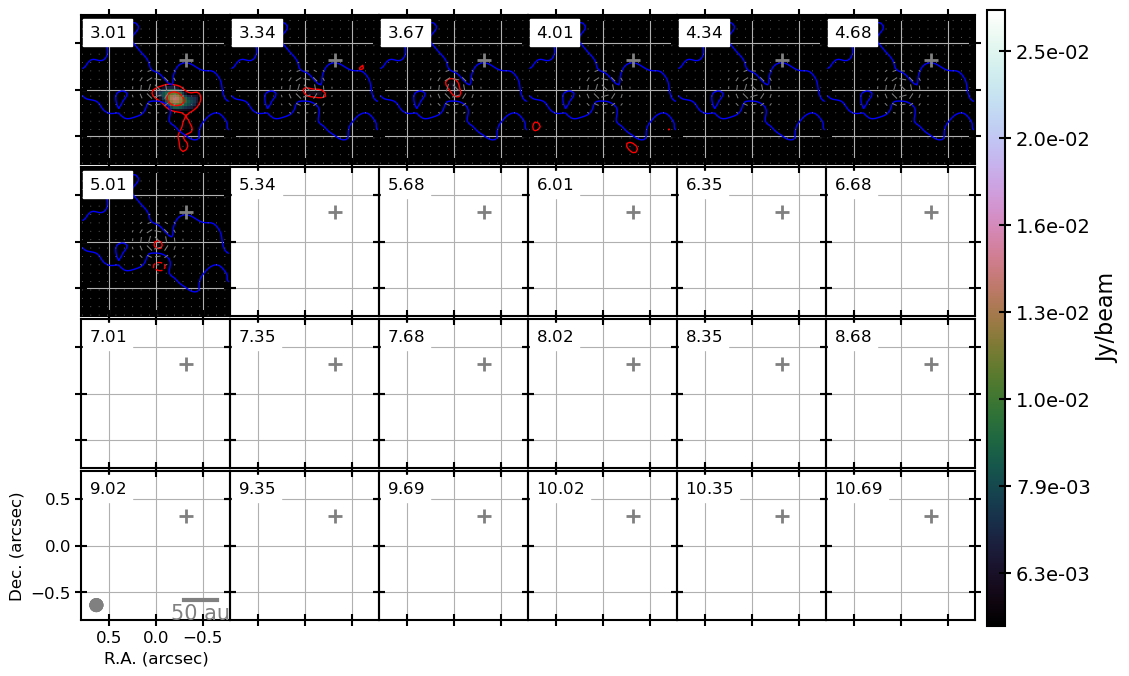 3.01 3.34 3.67 4.01 4.34 4.68
5.01 5.34 5.68 6.01 6.35 6.68
7.01 7.35 7.68 8.02 8.35 8.68
9.02 9.35 9.69 10.02 10.35 10.69
0.5
0.0
−0.5
Dec. (arcsec)
50 au
0.5 0.0 −0.5
R.A. (arcsec)
2.5e-02
2.0e-02
1.6e-02
1.3e-02
1.0e-02
7.9e-03
6.3e-03
Jy/beam